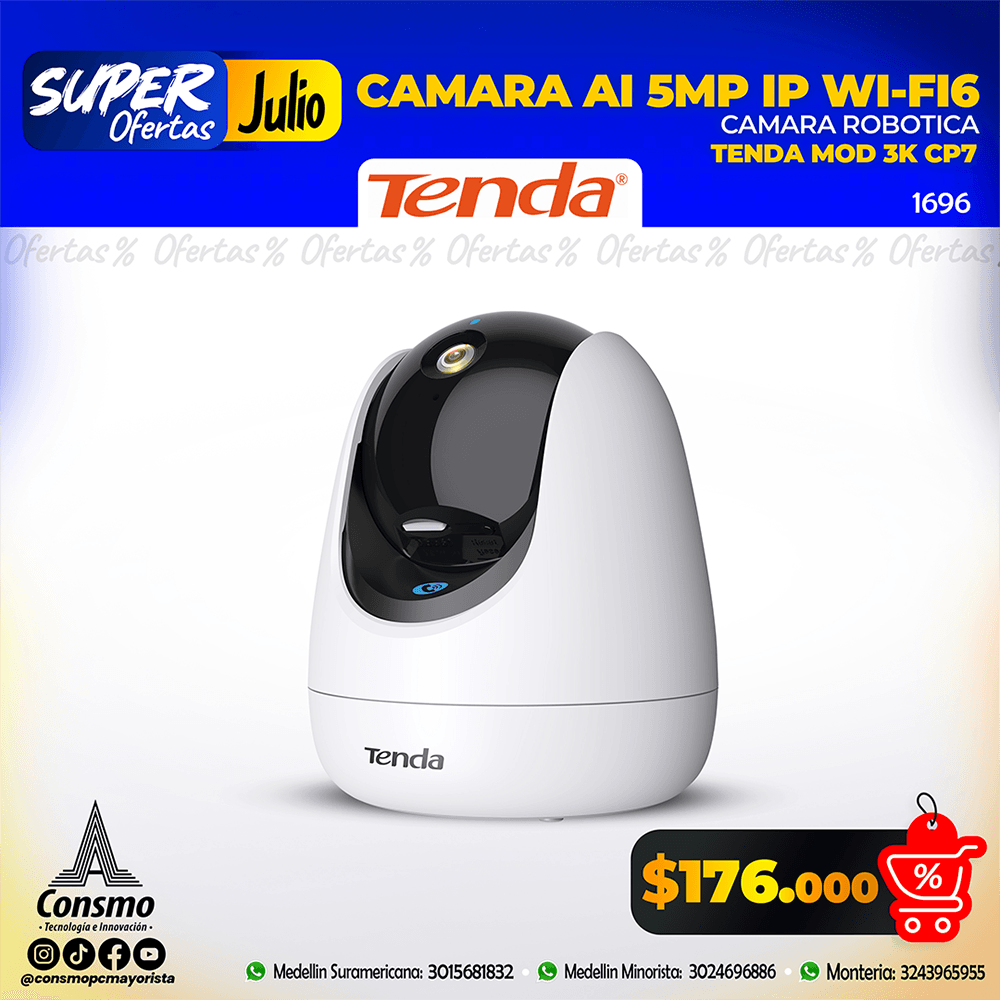 SUPER
Ofertas
Julio
CAMARA AI 5MP IP WI-FI6
CAMARA ROBOTICA
TENDA MOD 3K CP7
Tenda®
1696
Ofertas% Ofertas% Ofertas% Ofertas% Ofertas% Ofertas% Ofertas
Tenda
$176.000
%
Consmo
• Tecnología e Innovación •
@consmopcmayorista
Medellin Suramericana: 3015681832 • Medellin Minorista: 3024696886 • Monteria: 3243965955